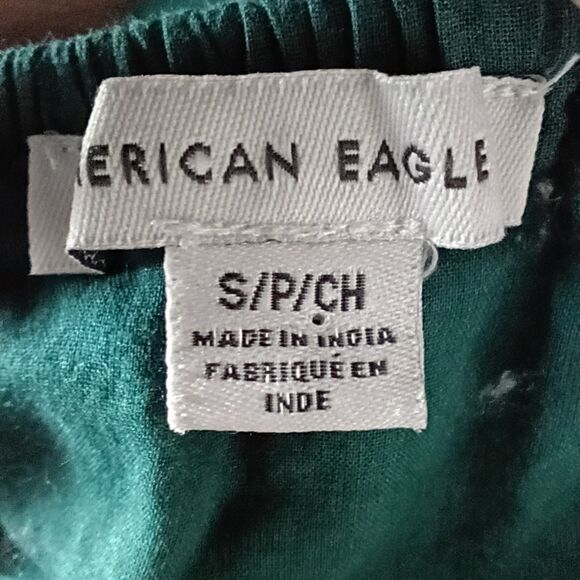 ERICAN EAGLE
S/P/CH
MADE IN INDIA
FABRIQUÉ EN
INDE